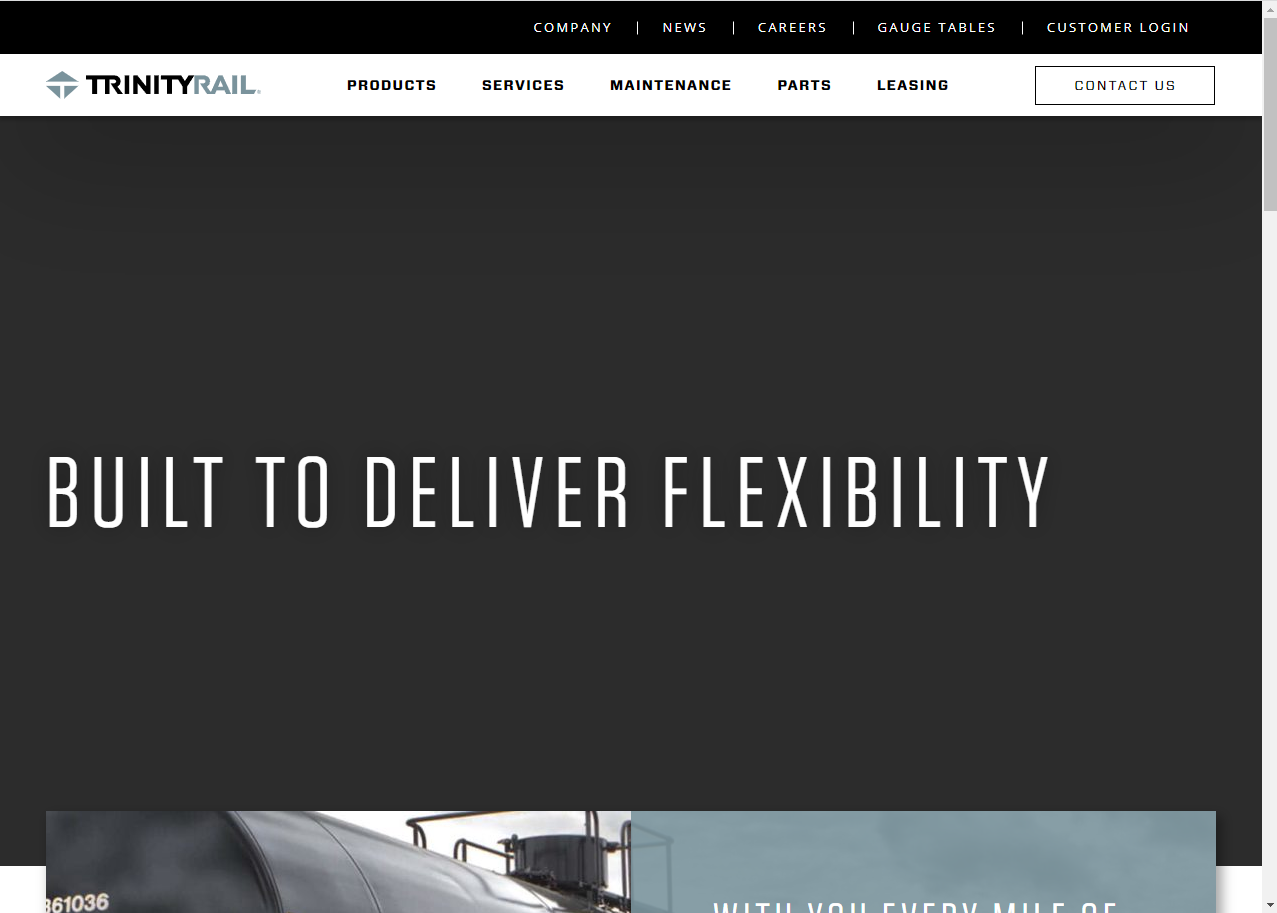 COMPANY | NEWS | CAREERS | GAUGE TABLES | CUSTOMER LOGIN
TRINITYRAIL® PRODUCTS SERVICES MAINTENANCE PARTS LEASING CONTACT US
BUILT TO DELIVER FLEXIBILITY
361036
WITH YOU EVERY MILE OF